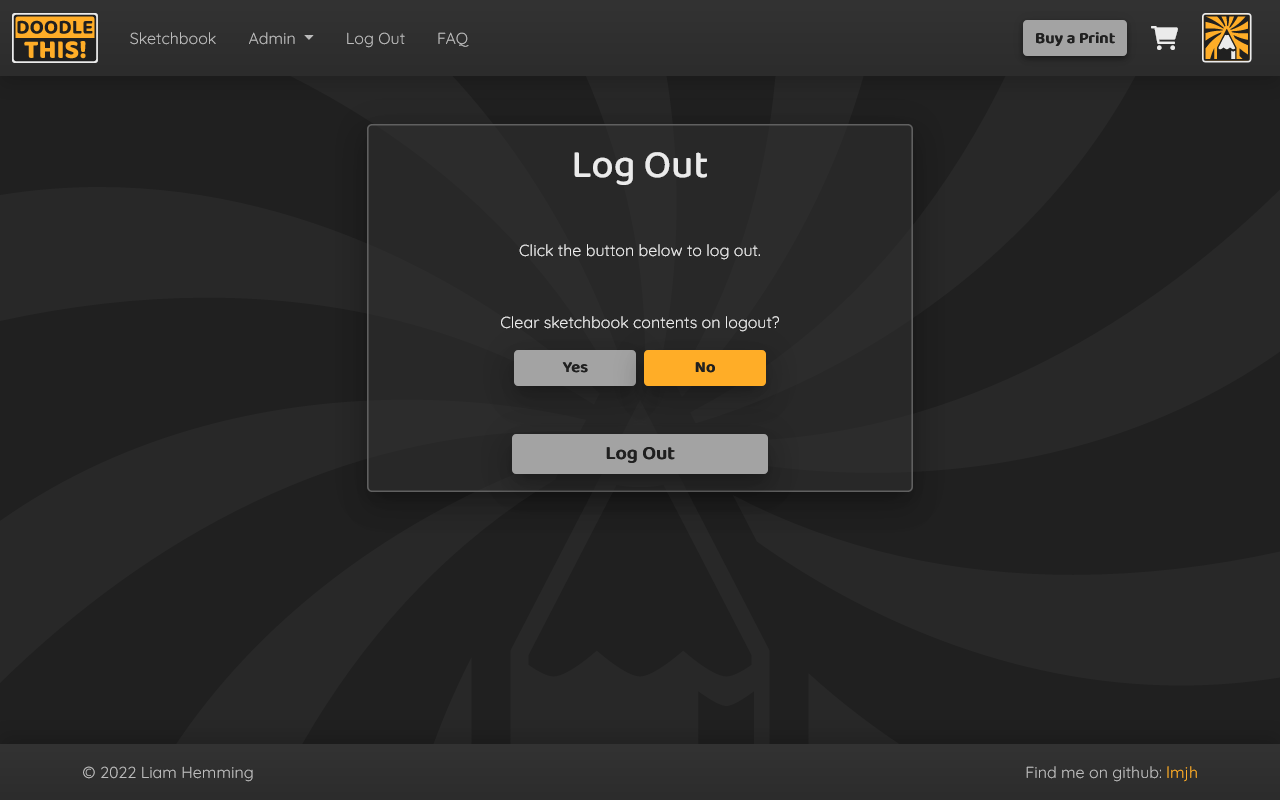 DOODLE
THIS!
Sketchbook
Admin
Log Out
FAQ
Buy a Print
Log Out
Click the button below to log out.
Clear sketchbook contents on logout?
Yes
No
Log Out
© 2022 Liam Hemming
Find me on github: lmjh